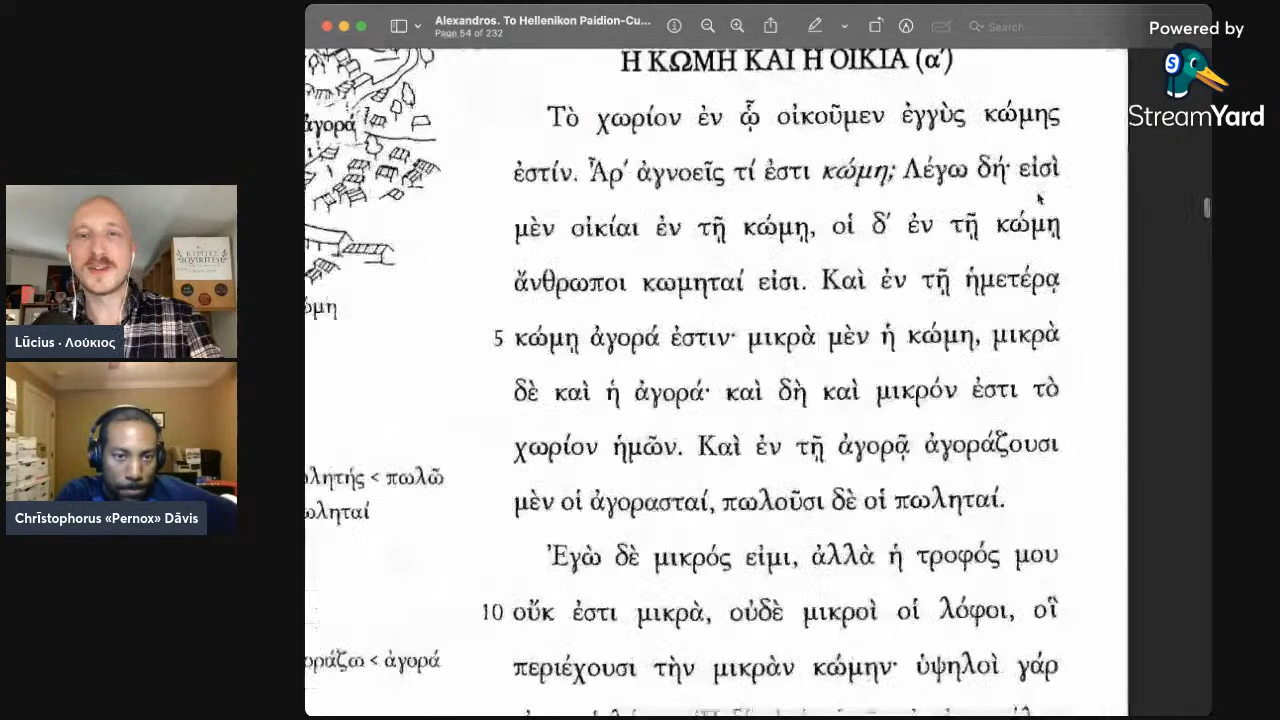 Alexandros. To Hellenikon Paidion-Cu...
Page 54 of 232
Search
Powered by
StreamYard
Lūcius · Λούκιος
Chrīstophorus «Pernox» Dāvis
ἀγορά
Η ΚΩΜΗ ΚΑΙ Η ΟΙΚΙΑ (α΄)
Τὸ χωρίον ἐν ᾧ οἰκοῦμεν ἐγγὺς κώμης
ἐστίν. Ἆρ' ἀγνοεῖς τί ἐστι κώμη; Λέγω δή· εἰσὶ
μὲν οἰκίαι ἐν τῇ κώμῃ, οἱ δ' ἐν τῇ κώμῃ
ἄνθρωποι κωμηταί εἰσι. Καὶ ἐν τῇ ἡμετέρᾳ
5 κώμῃ ἀγορά ἐστιν· μικρὰ μὲν ἡ κώμη, μικρὰ
δὲ καὶ ἡ ἀγορά· καὶ δὴ καὶ μικρόν ἐστι τὸ
χωρίον ἡμῶν. Καὶ ἐν τῇ ἀγορᾷ ἀγοράζουσι
μὲν οἱ ἀγορασταί, πωλοῦσι δὲ οἱ πωληταί.
Ἐγὼ δὲ μικρός εἰμι, ἀλλὰ ἡ τροφός μου
10 οὔκ ἐστι μικρὰ, οὐδὲ μικροὶ οἱ λόφοι, οἳ
περιέχουσι τὴν μικρὰν κώμην· ὑψηλοὶ γάρ
ώμη
ωλητής < πωλῶ
ωληταί
οράζω < ἀγορά